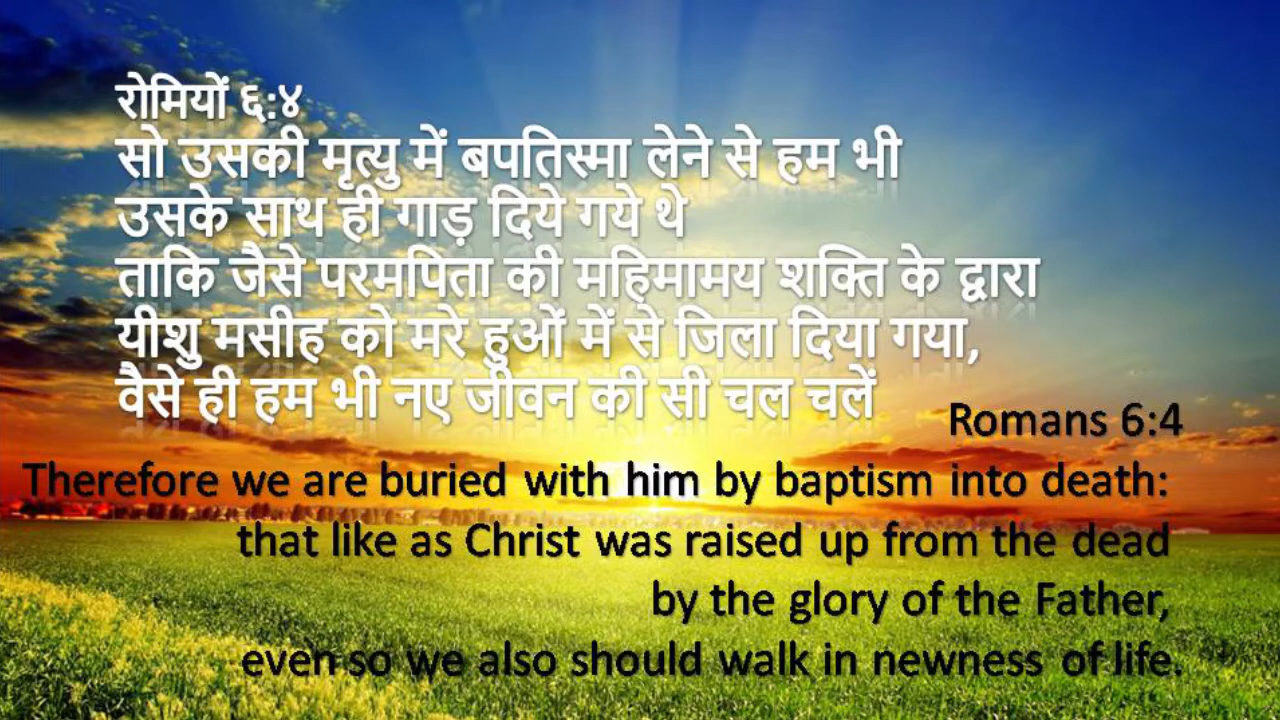 रोमियों ६:४
सो उसकी मृत्यु में बपतिस्मा लेने से हम भी
उसके साथ ही गाड़ दिये गये थे
ताकि जैसे परमपिता की महिमामय शक्ति के द्वारा
यीशु मसीह को मरे हुओं में से जिला दिया गया,
वैसे ही हम भी नए जीवन की सी चल चलें
Romans 6:4
Therefore we are buried with him by baptism into death:
that like as Christ was raised up from the dead
by the glory of the Father,
even so we also should walk in newness of life.